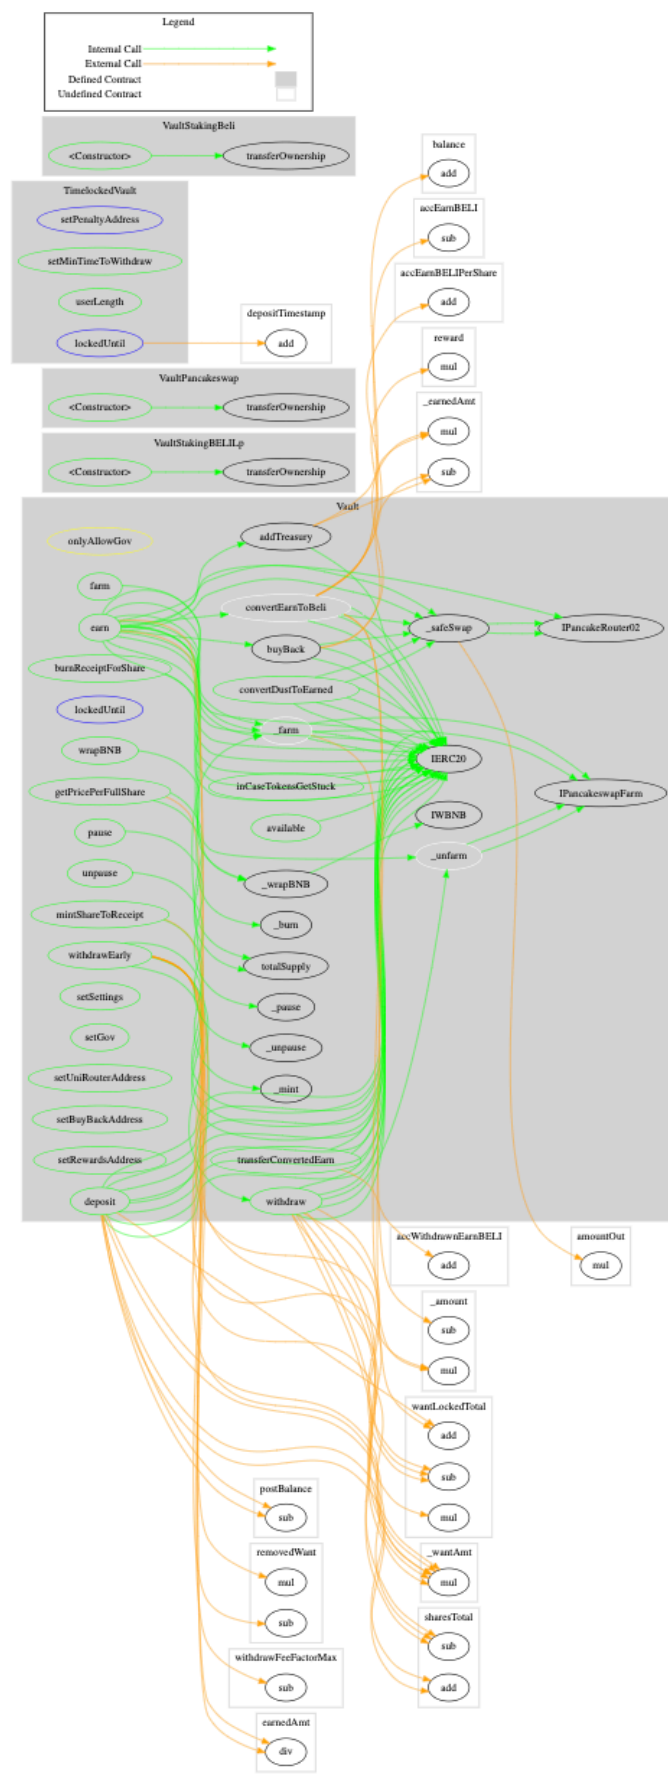 Legend
Internal Call
External Call
Defined Contract
Undefined Contract
VaultStakingBeli
<Constructor>
transferOwnership
TimelockedVault
setPenaltyAddress
setMinTimeToWithdraw
userLength
lockedUntil
depositTimestamp
add
VaultPancakeswap
<Constructor>
transferOwnership
VaultStakingBELILp
<Constructor>
transferOwnership
balance
add
accEarnBELI
sub
accEarnBELIPerShare
add
reward
mul
_earnedAmt
mul
sub
Vault
onlyAllowGov
farm
earn
burnReceiptForShare
lockedUntil
wrapBNB
getPricePerFullShare
pause
unpause
mintShareToReceipt
withdrawEarly
setSettings
setGov
setUniRouterAddress
setBuyBackAddress
setRewardsAddress
deposit
addTreasury
convertEarnToBeli
buyBack
convertDustToEarned
_farm
inCaseTokensGetStuck
available
_wrapBNB
_burn
totalSupply
_pause
_unpause
_mint
transferConvertedEarn
withdraw
_safeSwap
IERC20
IWBNB
_unfarm
IPancakeRouter02
IPancakeswapFarm
accWithdrawnEarnBELI
add
amountOut
mul
_amount
sub
mul
wantLockedTotal
add
sub
mul
postBalance
sub
removedWant
mul
sub
_wantAmt
mul
sharesTotal
sub
add
withdrawFeeFactorMax
sub
earnedAmt
div